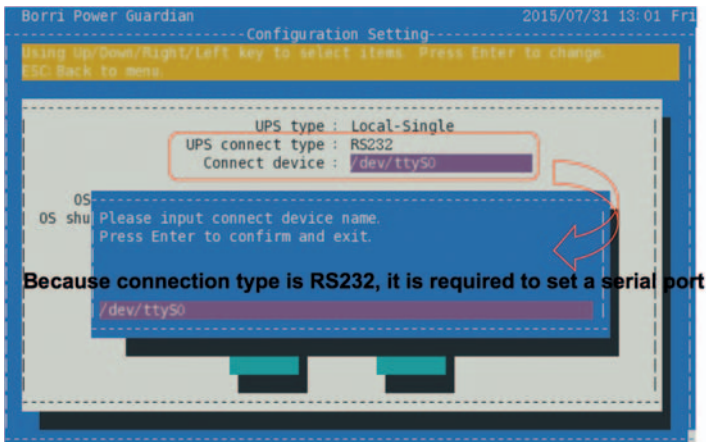 Borri Power Guardian 2015/07/31 13:01 Fri
Configuration Setting
Using Up/Down/Right/Left key to select items. Press Enter to change.
ESC:Back to menu.
UPS type : Local-Single
UPS connect type : RS232
Connect device : /dev/ttyS0
OS
OS shu
Please input connect device name.
Press Enter to confirm and exit.
Because connection type is RS232, it is required to set a serial port
/dev/ttyS0